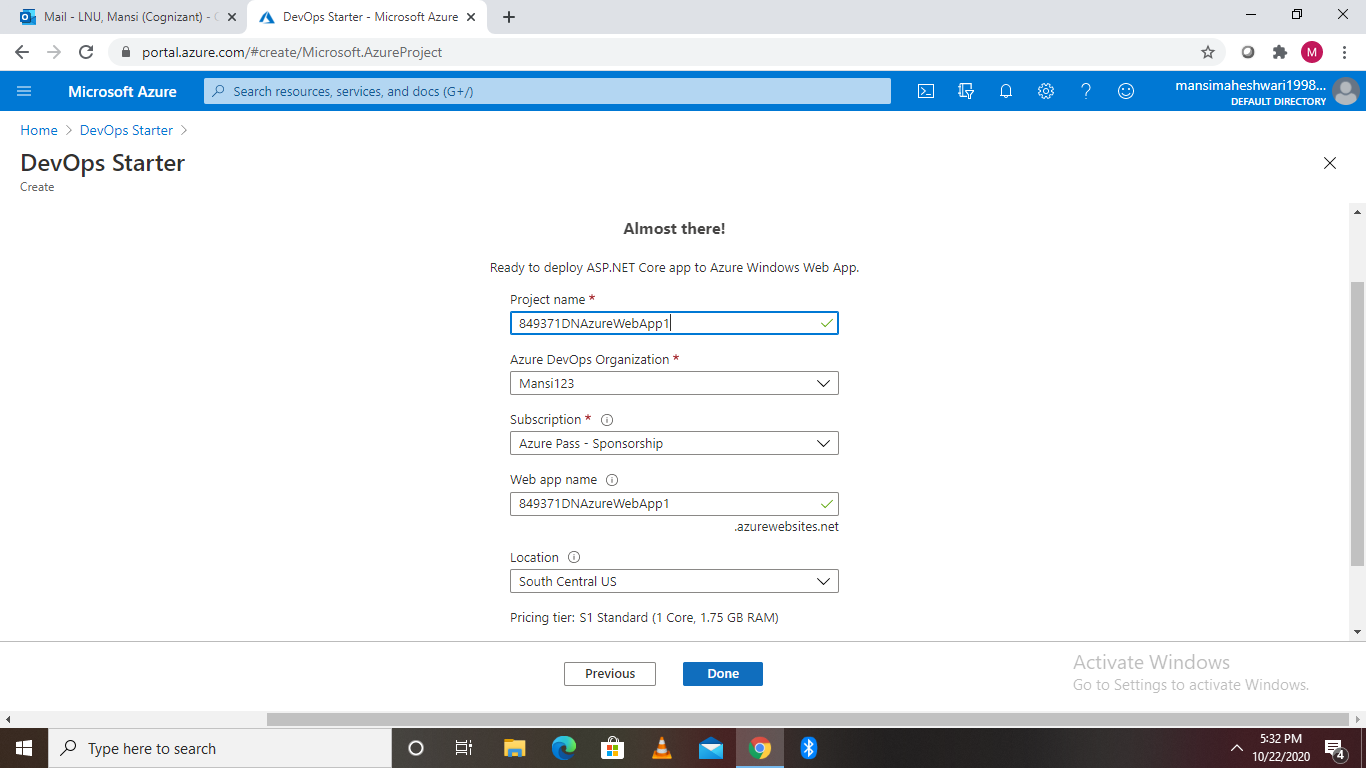 Mail - LNU, Mansi (Cognizant) -
DevOps Starter - Microsoft Azure
portal.azure.com/#create/Microsoft.AzureProject
M
Microsoft Azure
Search resources, services, and docs (G+/)
mansimaheshwari1998...
DEFAULT DIRECTORY
Home > DevOps Starter >
DevOps Starter
Create
Almost there!
Ready to deploy ASP.NET Core app to Azure Windows Web App.
Project name *
849371DNAzureWebApp1
Azure DevOps Organization *
Mansi123
Subscription *
Azure Pass - Sponsorship
Web app name
849371DNAzureWebApp1
.azurewebsites.net
Location
South Central US
Pricing tier: S1 Standard (1 Core, 1.75 GB RAM)
Previous
Done
Activate Windows
Go to Settings to activate Windows.
Type here to search
5:32 PM
10/22/2020
4